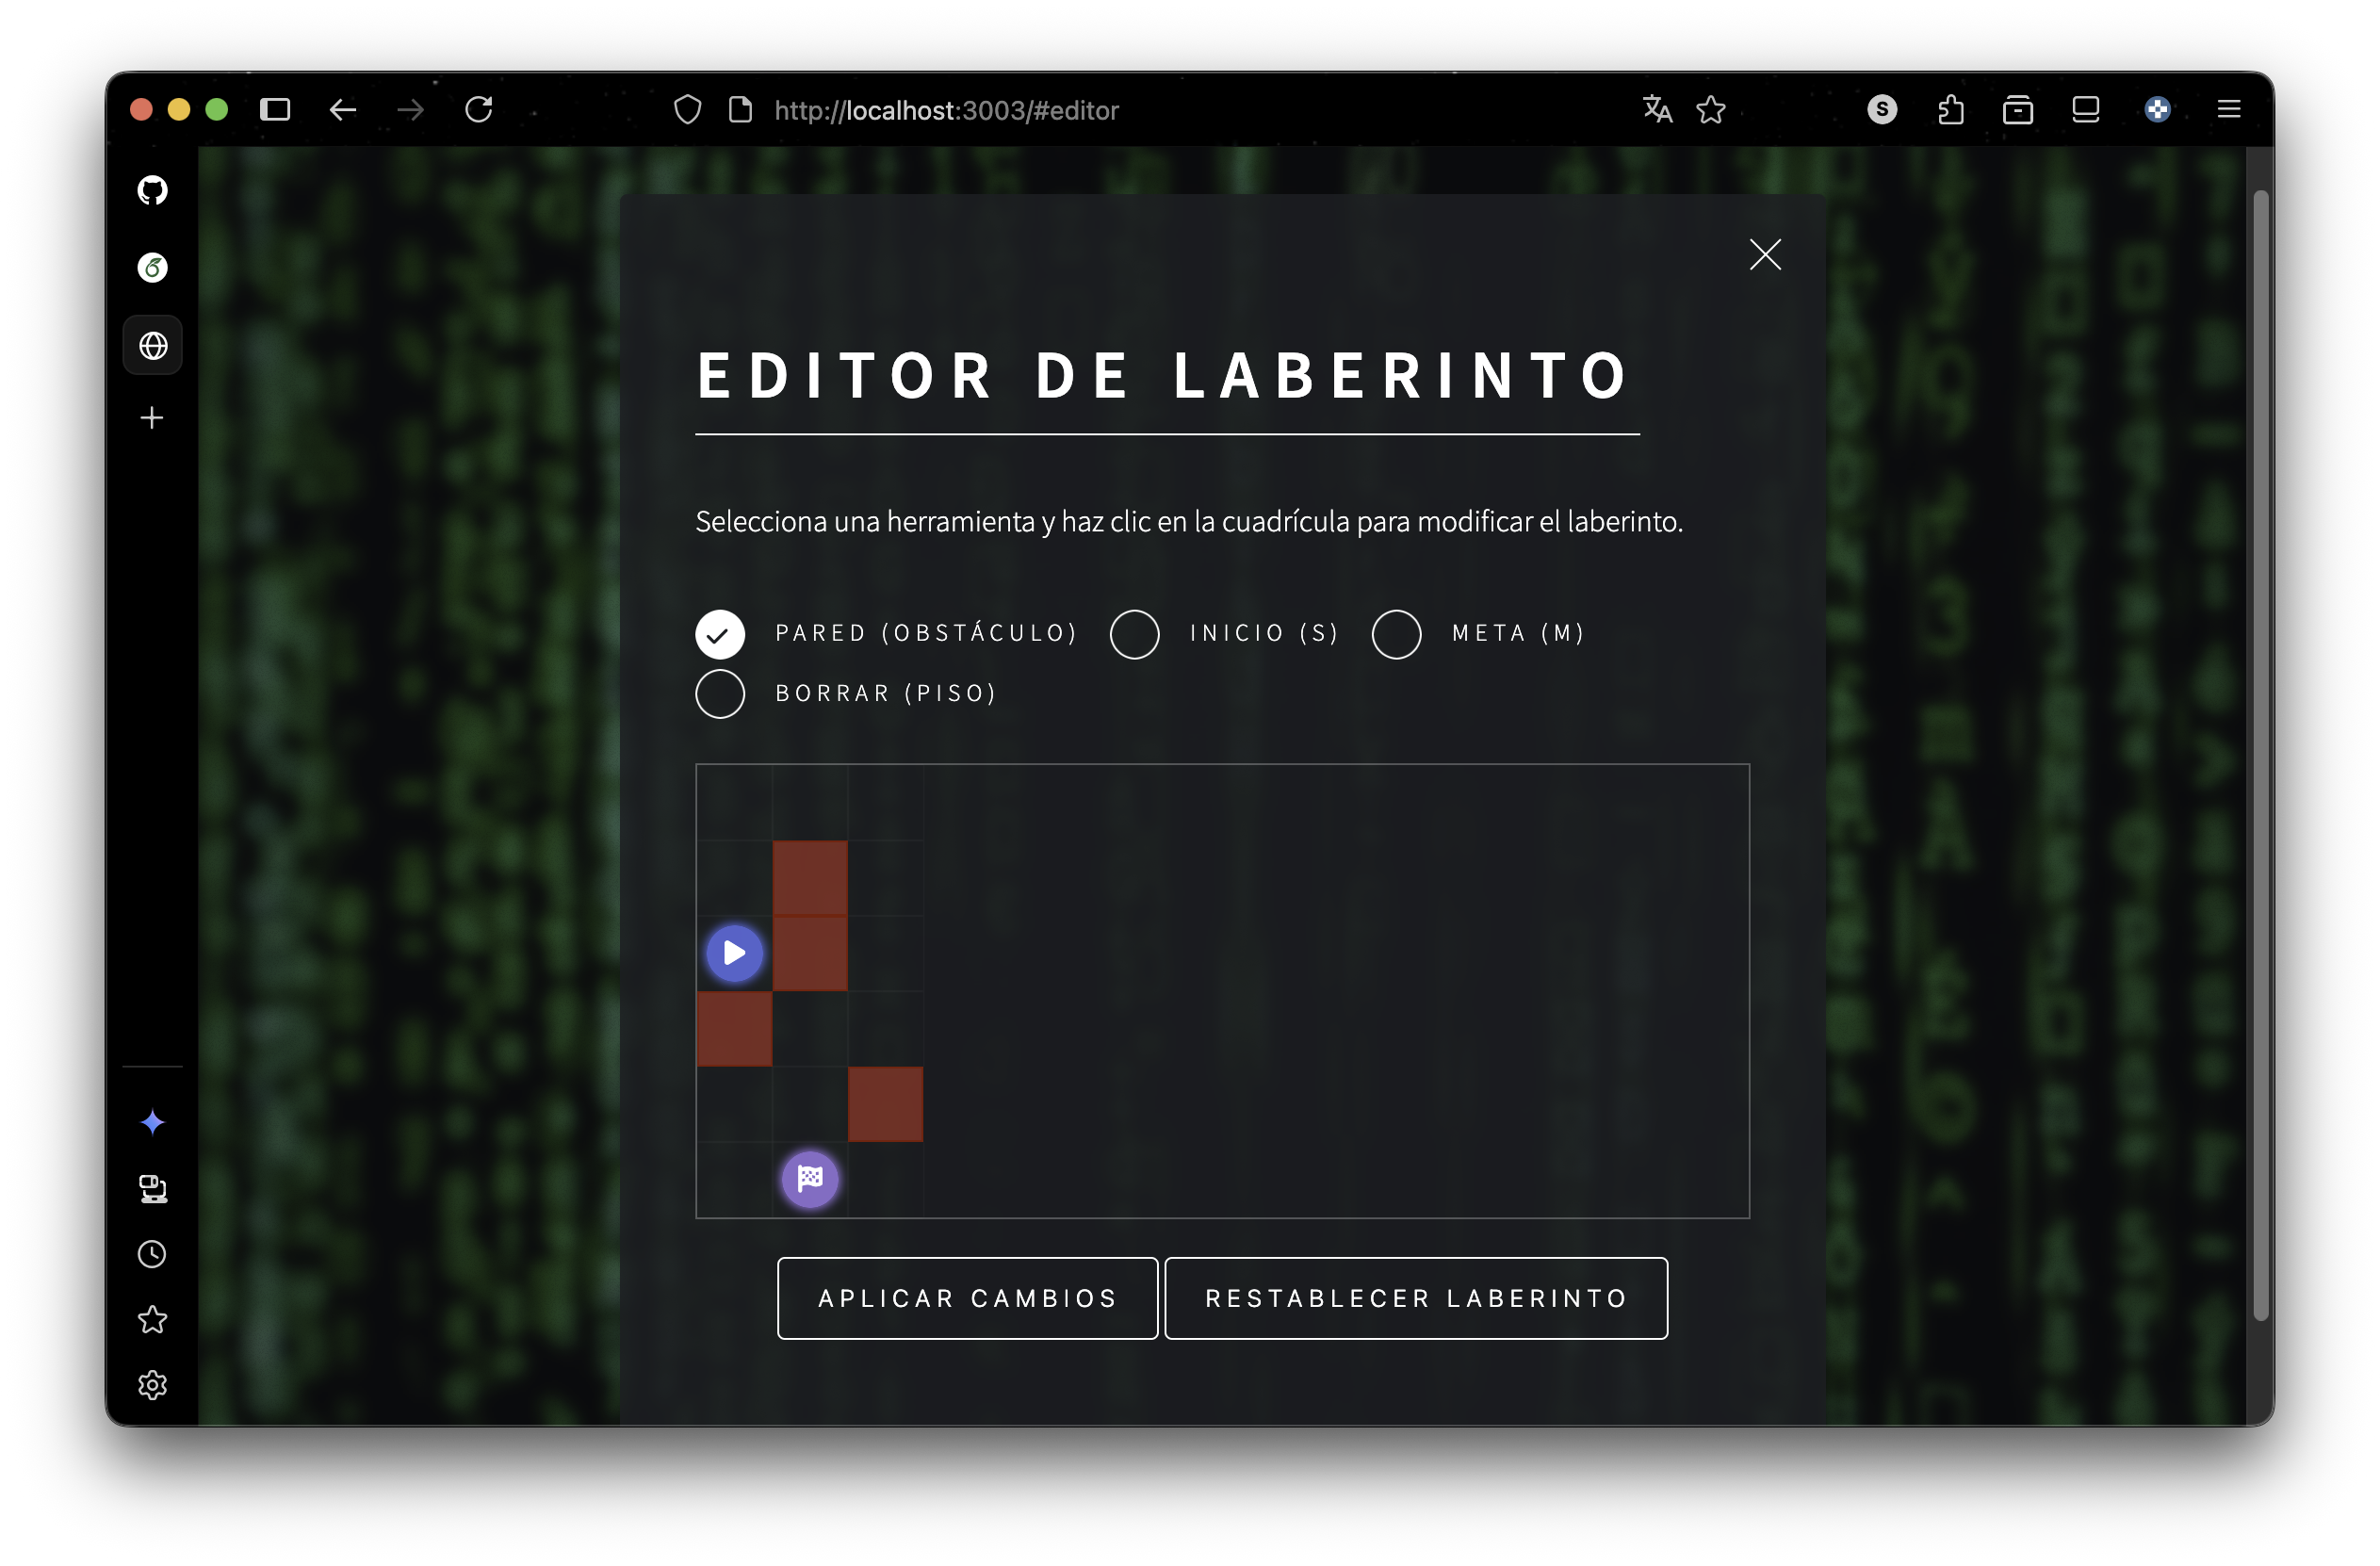 http://localhost:3003/#editor
S
EDITOR DE LABERINTO
Selecciona una herramienta y haz clic en la cuadrícula para modificar el laberinto.
PARED (OBSTÁCULO) INICIO (S) META (M)
BORRAR (PISO)
APLICAR CAMBIOS RESTABLECER LABERINTO